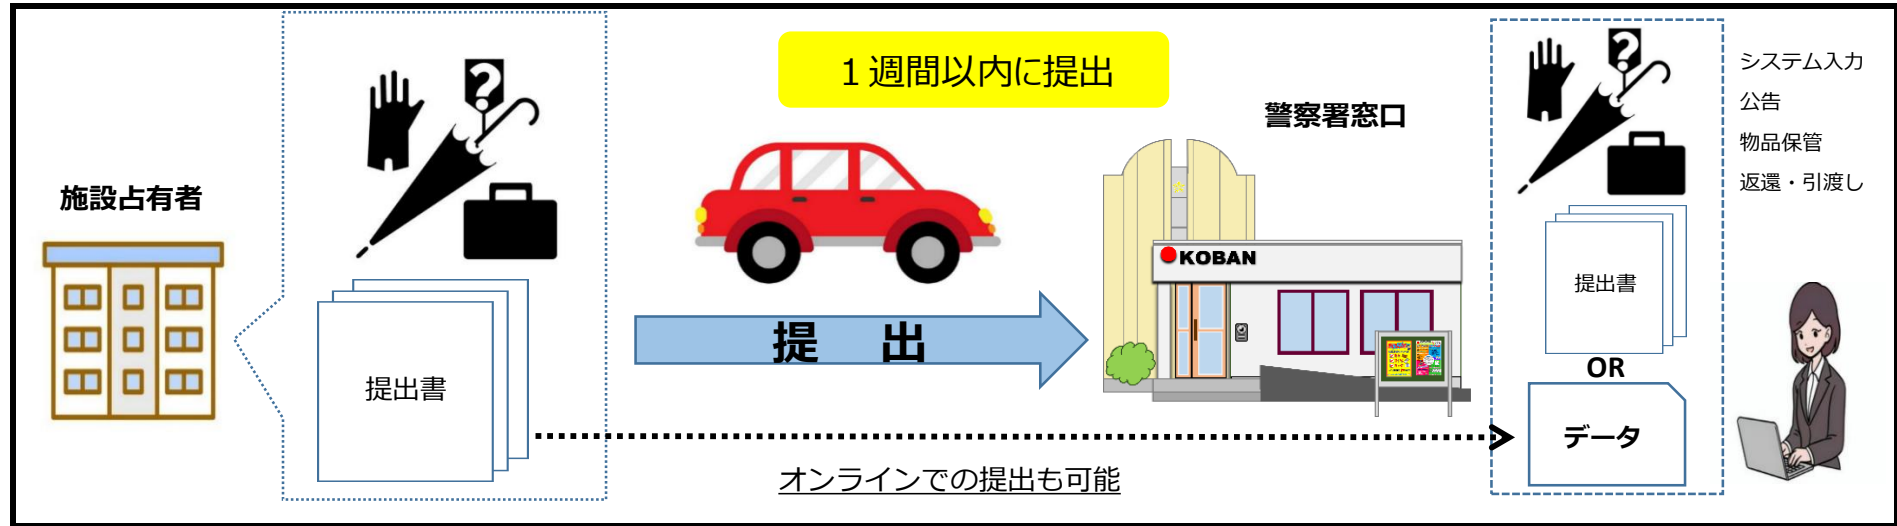 １週間以内に提出
施設占有者
提出書
提　出
オンラインでの提出も可能
警察署窓口
KOBAN
提出書
OR
データ
システム入力
公告
物品保管
返還・引渡し